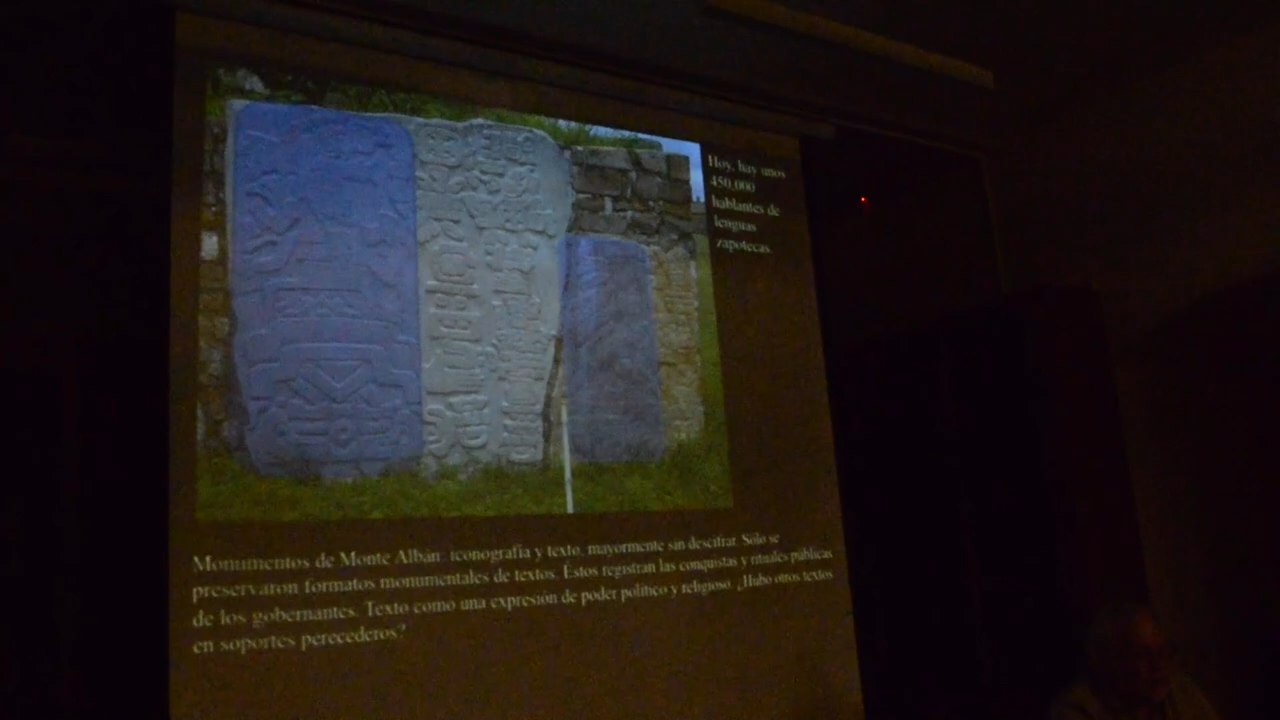 Hoy, hay unos
450,000
hablantes de
lenguas
zapotecas.
Monumentos de Monte Albán: iconografía y texto, mayormente sin descifrar. Sólo se
preservaron formatos monumentales de textos. Éstos registran las conquistas y rituales públicas
de los gobernantes. Texto como una expresión de poder político y religioso. ¿Hubo otros textos
en soportes perecederos?